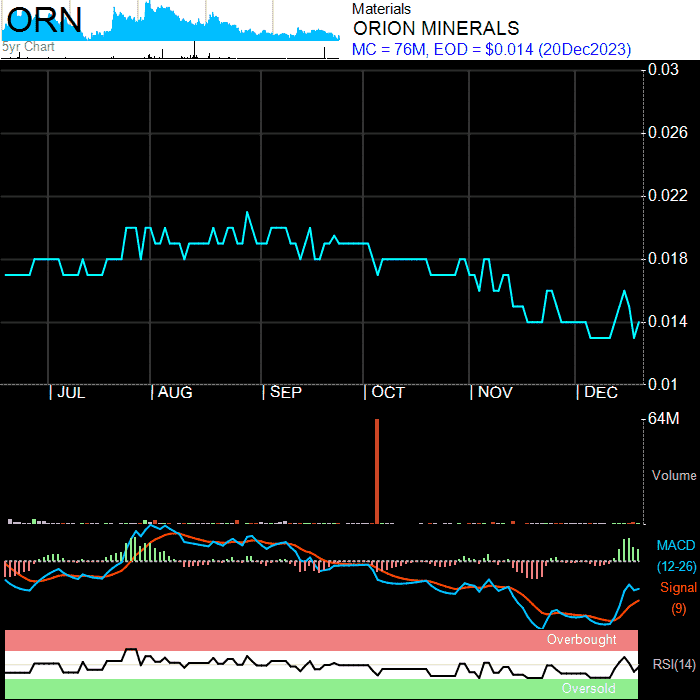 ORN
5yr Chart
Materials
ORION MINERALS
MC = 76M, EOD = $0.014 (20Dec2023)
0.03
0.026
0.022
0.018
0.014
0.01
JUL AUG SEP OCT NOV DEC
64M
Volume
MACD
(12-26)
Signal
(9)
Overbought
RSI(14)
Oversold